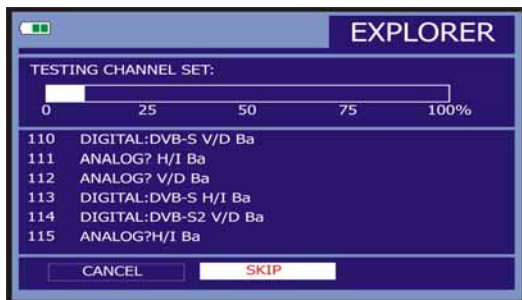 EXPLORER
TESTING CHANNEL SET:
0 25 50 75 100%
110 DIGITAL:DVB-S V/D Ba
111 ANALOG? H/I Ba
112 ANALOG? V/D Ba
113 DIGITAL:DVB-S H/I Ba
114 DIGITAL:DVB-S2 V/D Ba
115 ANALOG?H/I Ba
CANCEL SKIP